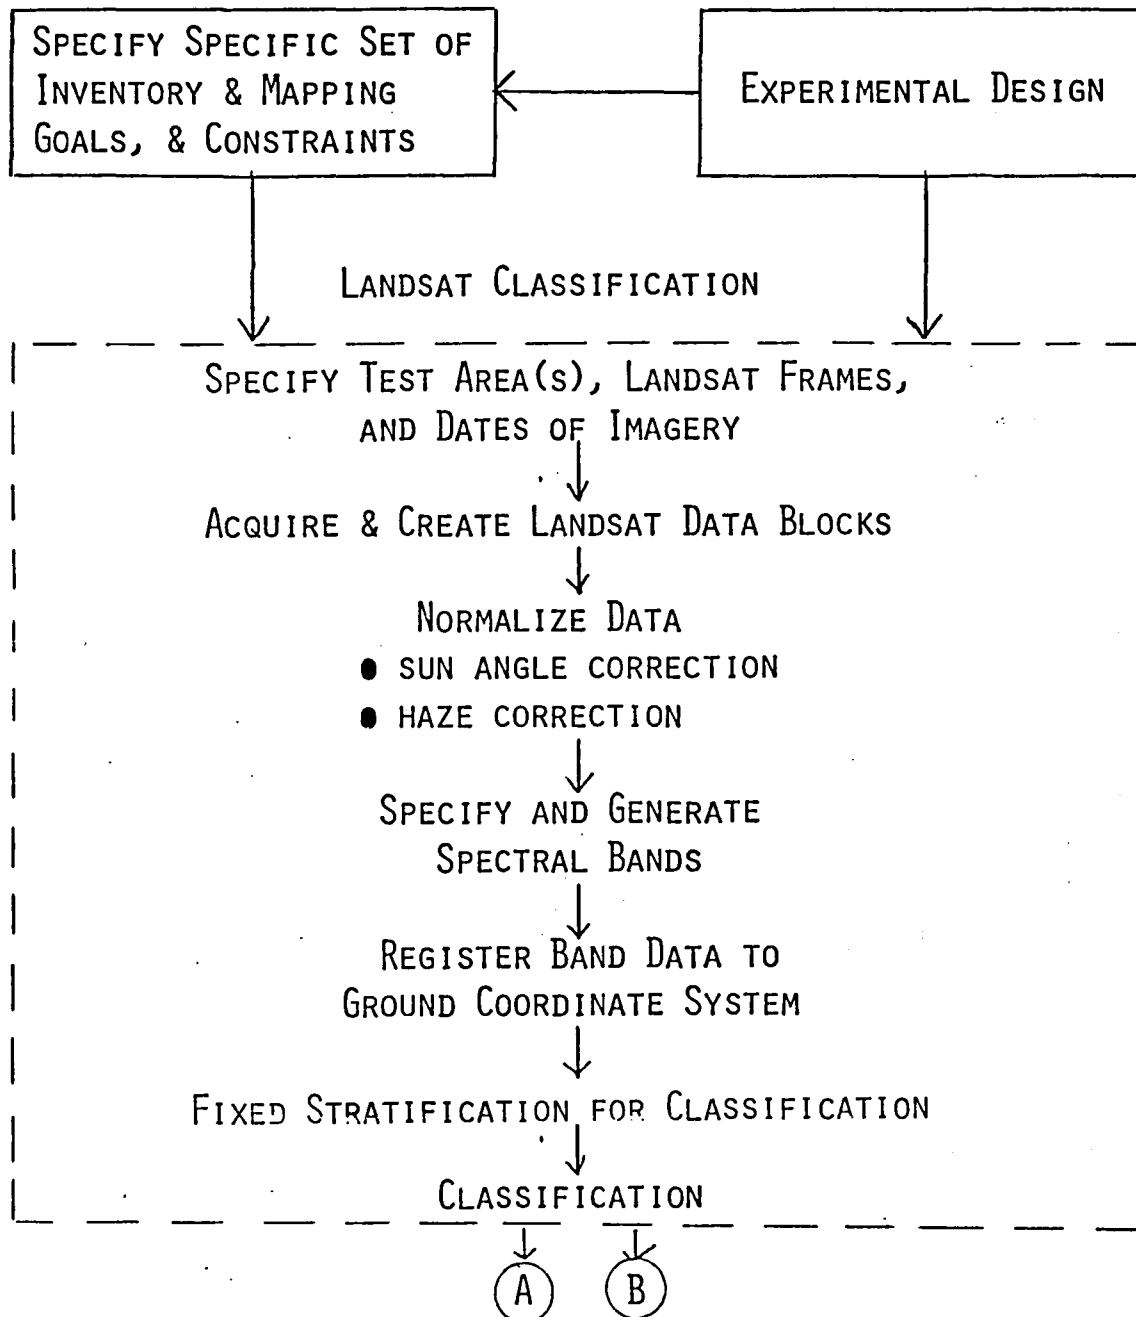 SPECIFY SPECIFIC SET OF
INVENTORY & MAPPING
GOALS, & CONSTRAINTS
EXPERIMENTAL DESIGN
LANDSAT CLASSIFICATION
SPECIFY TEST AREA(S), LANDSAT FRAMES,
AND DATES OF IMAGERY
ACQUIRE & CREATE LANDSAT DATA BLOCKS
NORMALIZE DATA
● SUN ANGLE CORRECTION
● HAZE CORRECTION
SPECIFY AND GENERATE
SPECTRAL BANDS
REGISTER BAND DATA TO
GROUND COORDINATE SYSTEM
FIXED STRATIFICATION FOR CLASSIFICATION
CLASSIFICATION
A
B